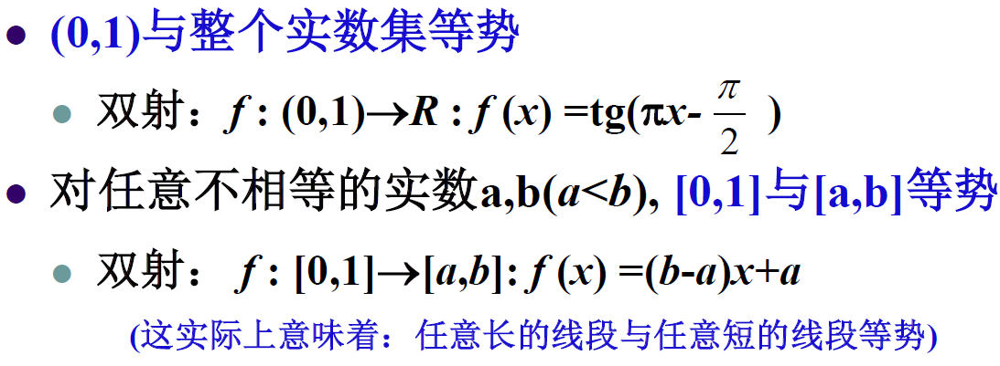 ● (0,1)与整个实数集等势
● 双射：f : (0,1)→R : f (x) =tg(πx- π/2 )
● 对任意不相等的实数a,b(a<b), [0,1]与[a,b]等势
● 双射： f : [0,1]→[a,b]: f (x) =(b-a)x+a
(这实际上意味着：任意长的线段与任意短的线段等势)